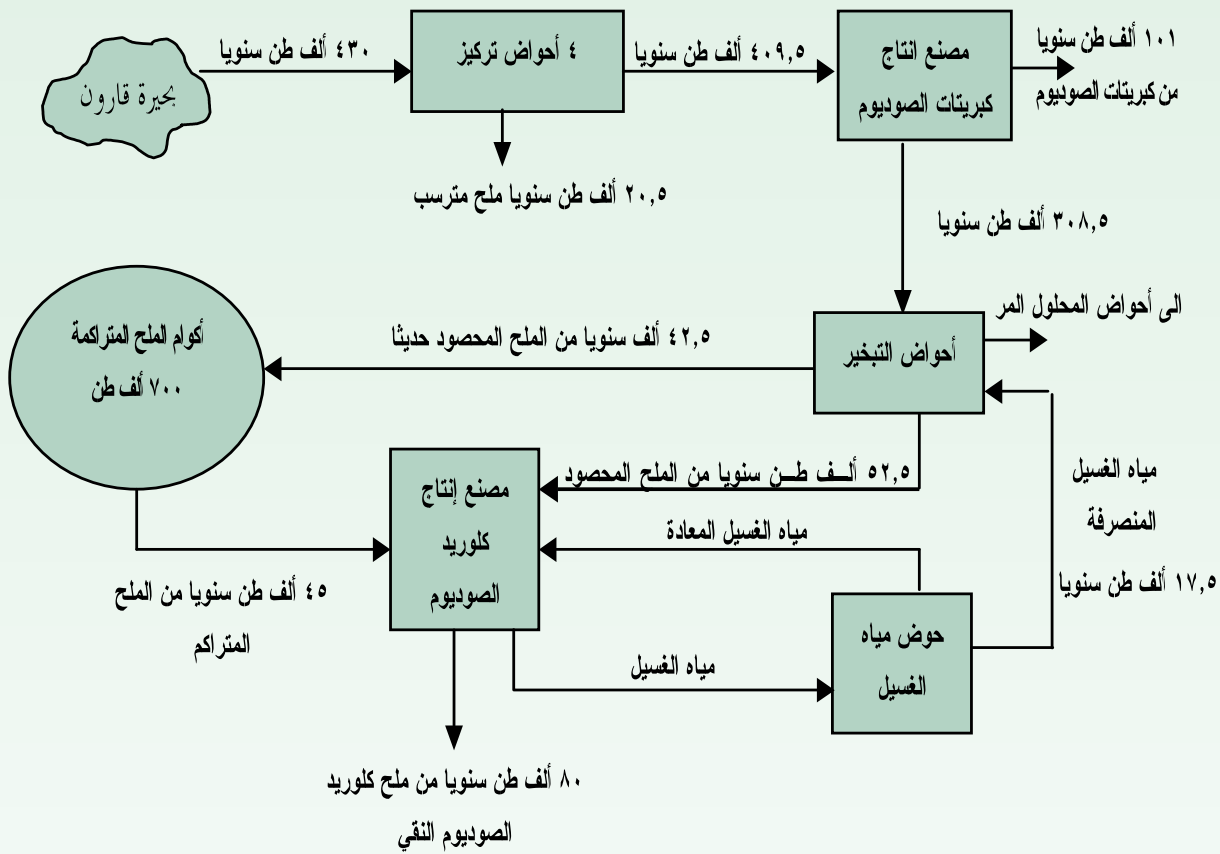 بحيرة قارون
٤٣٠ ألف طن سنويا
٤ أحواض تركيز
٤٠٩,٥ ألف طن سنويا
مصنع انتاج
كبريتات الصوديوم
١٠١ ألف طن سنويا
من كبريتات الصوديوم
٢٠,٥ ألف طن سنويا ملح مترسب
٣٠٨,٥ ألف طن سنويا
الى أحواض المحلول المر
أحواض التبخير
٤٢,٥ ألف سنويا من الملح المحصود حديثا
أكوام الملح المتراكمة
٧٠٠ ألف طن
٥٢,٥ ألــف طــن سنويا من الملح المحصود
مياه الغسيل
المنصرفة
١٧,٥ ألف طن سنويا
مصنع إنتاج
كلوريد
الصوديوم
مياه الغسيل المعادة
٤٥ ألف طن سنويا من الملح
المتراكم
حوض مياه
الغسيل
مياه الغسيل
٨٠ ألف طن سنويا من ملح كلوريد
الصوديوم النقي